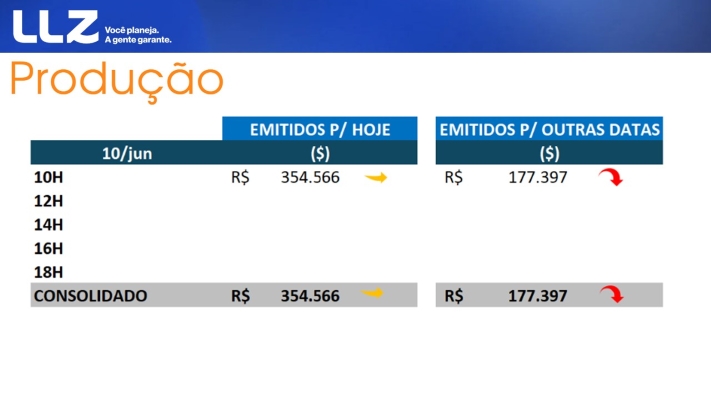 LLZ
Você planeja.
A gente garante.
Produção
EMITIDOS P/ HOJE EMITIDOS P/ OUTRAS DATAS
10/jun ($) ($)
10H R$ 354.566 R$ 177.397
12H
14H
16H
18H
CONSOLIDADO R$ 354.566 R$ 177.397